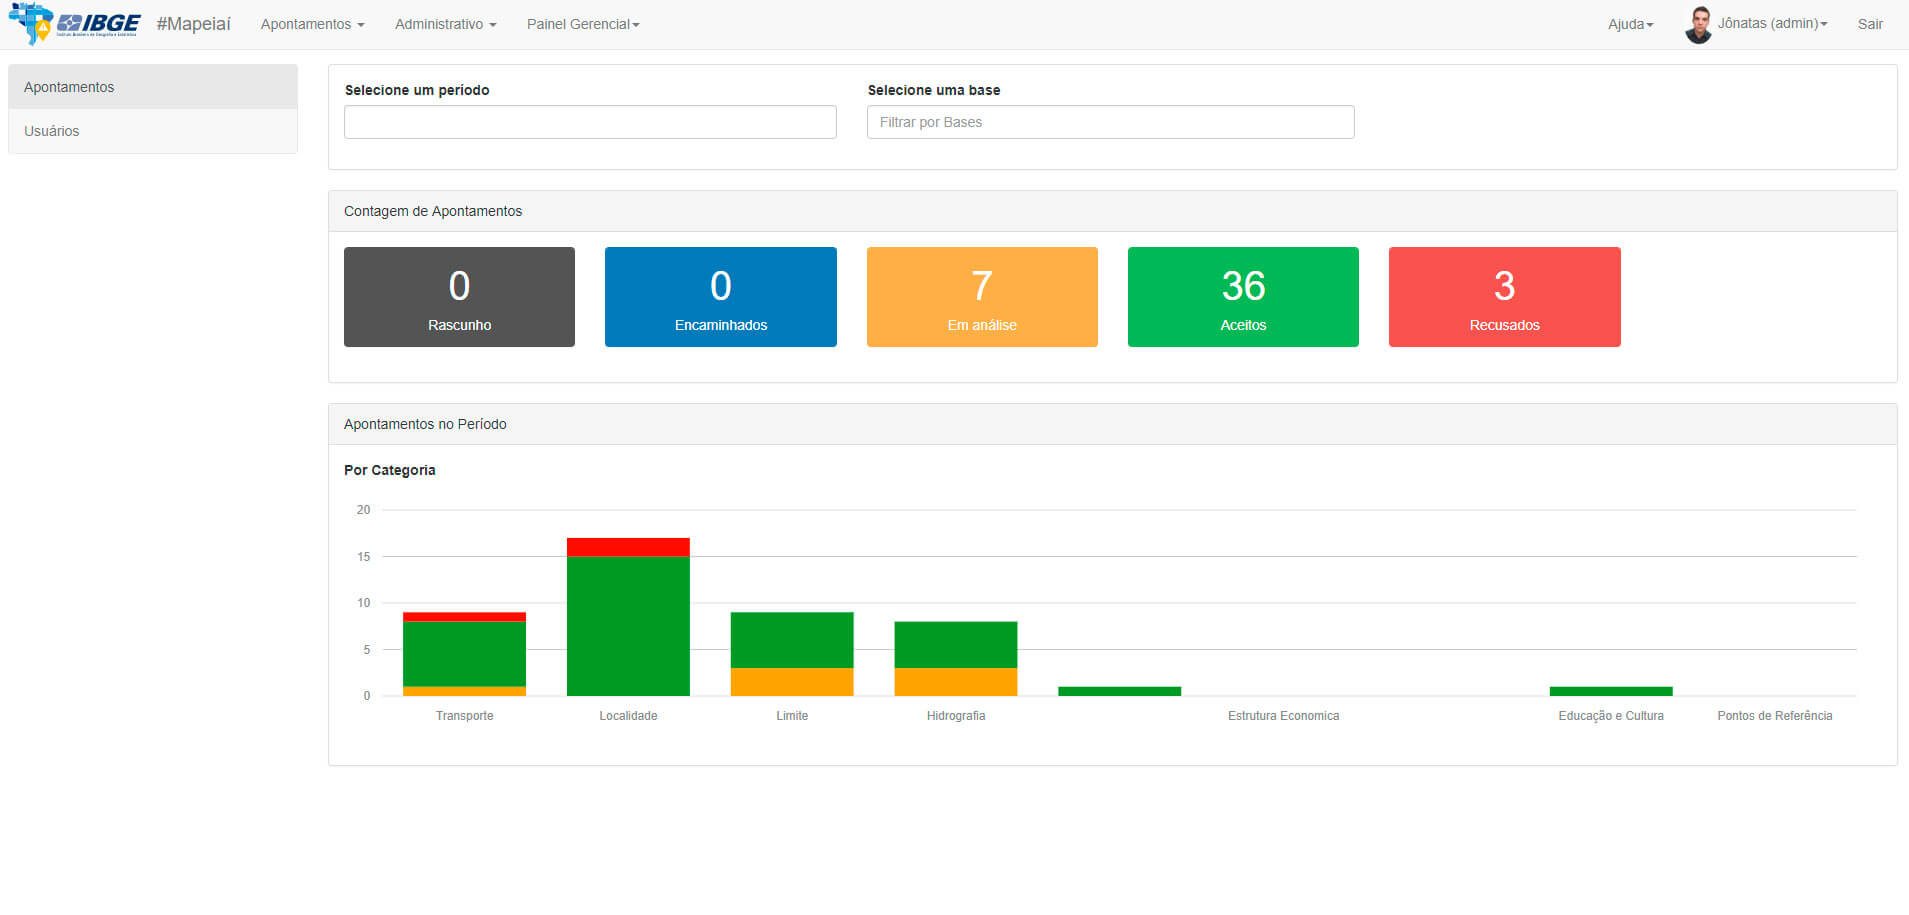 IBGE
Instituto Brasileiro de Geografia e Estatística
#Mapeiaí
Apontamentos
Administrativo
Painel Gerencial
Ajuda
Jônatas (admin)
Sair
Apontamentos
Usuários
Selecione um período
Selecione uma base
Filtrar por Bases
Contagem de Apontamentos
0
Rascunho
0
Encaminhados
7
Em análise
36
Aceitos
3
Recusados
Apontamentos no Período
Por Categoria
20
15
10
5
0
Transporte
Localidade
Limite
Hidrografia
Estrutura Economica
Educação e Cultura
Pontos de Referência